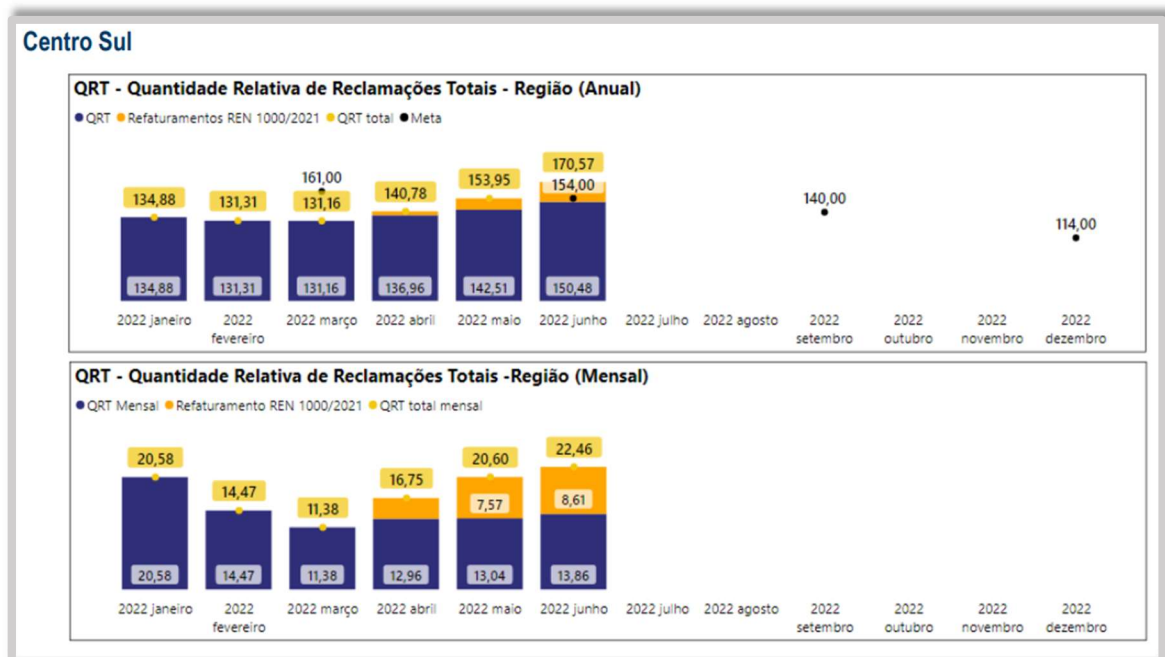 Centro Sul
QRT - Quantidade Relativa de Reclamações Totais - Região (Anual)
QRT Refaturamentos REN 1000/2021 QRT total Meta
134,88 131,31 161,00 131,16 140,78 153,95 170,57 154,00 140,00 114,00
134,88 131,31 131,16 136,96 142,51 150,48
2022 janeiro 2022 fevereiro 2022 março 2022 abril 2022 maio 2022 junho 2022 julho 2022 agosto 2022 setembro 2022 outubro 2022 novembro 2022 dezembro
QRT - Quantidade Relativa de Reclamações Totais -Região (Mensal)
QRT Mensal Refaturamento REN 1000/2021 QRT total mensal
20,58 14,47 11,38 16,75 20,60 22,46
7,57 8,61
20,58 14,47 11,38 12,96 13,04 13,86
2022 janeiro 2022 fevereiro 2022 março 2022 abril 2022 maio 2022 junho 2022 julho 2022 agosto 2022 setembro 2022 outubro 2022 novembro 2022 dezembro